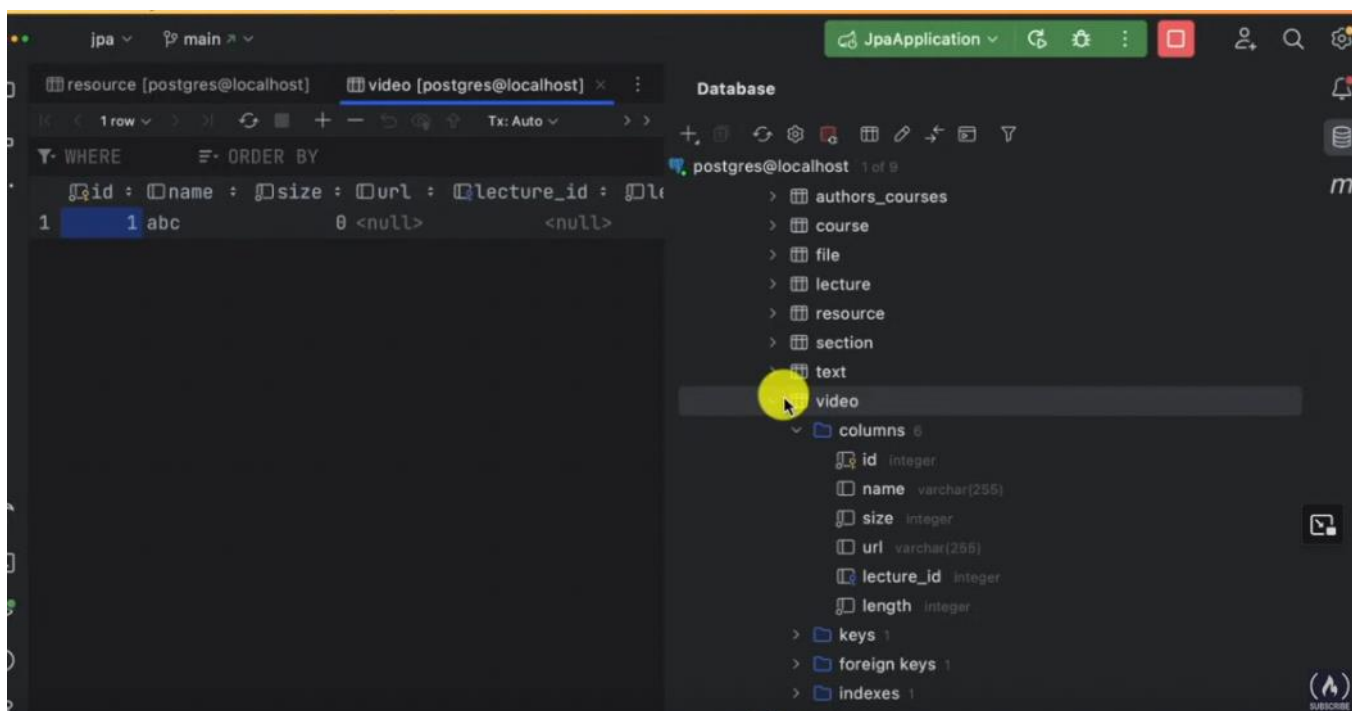 jpa main JpaApplication
resource [postgres@localhost] video [postgres@localhost]
Database
1 row Tx: Auto
WHERE ORDER BY
postgres@localhost 1 of 9
id name size url lecture_id le
1 1 abc 0 <null> <null>
authors_courses
course
file
lecture
resource
section
text
video
columns 6
id integer
name varchar(255)
size integer
url varchar(255)
lecture_id integer
length integer
keys 1
foreign keys 1
indexes 1
m
SUBSCRIBE